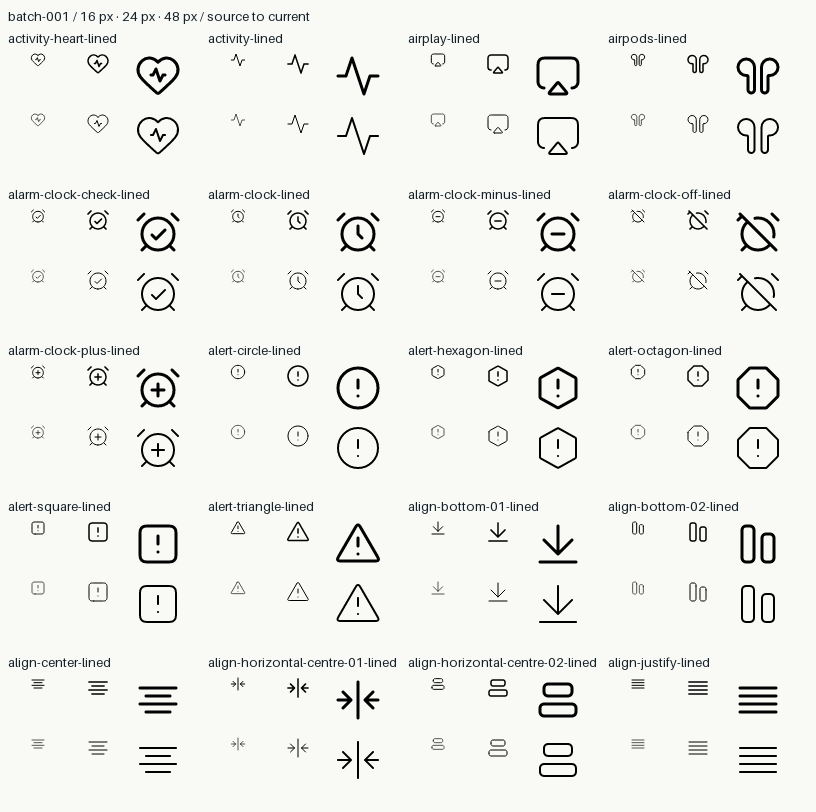 batch-001 / 16 px · 24 px · 48 px / source to current
activity-heart-lined
activity-lined
airplay-lined
airpods-lined
alarm-clock-check-lined
alarm-clock-lined
alarm-clock-minus-lined
alarm-clock-off-lined
alarm-clock-plus-lined
alert-circle-lined
alert-hexagon-lined
alert-octagon-lined
alert-square-lined
alert-triangle-lined
align-bottom-01-lined
align-bottom-02-lined
align-center-lined
align-horizontal-centre-01-lined
align-horizontal-centre-02-lined
align-justify-lined